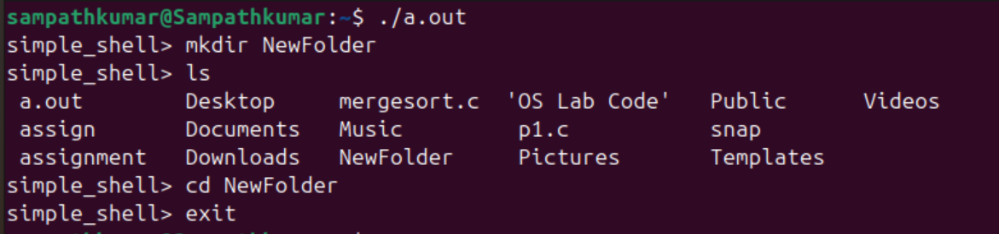 sampathkumar@Sampathkumar:~$ ./a.out
simple_shell> mkdir NewFolder
simple_shell> ls
a.out Desktop mergesort.c 'OS Lab Code' Public Videos
assign Documents Music p1.c snap
assignment Downloads NewFolder Pictures Templates
simple_shell> cd NewFolder
simple_shell> exit